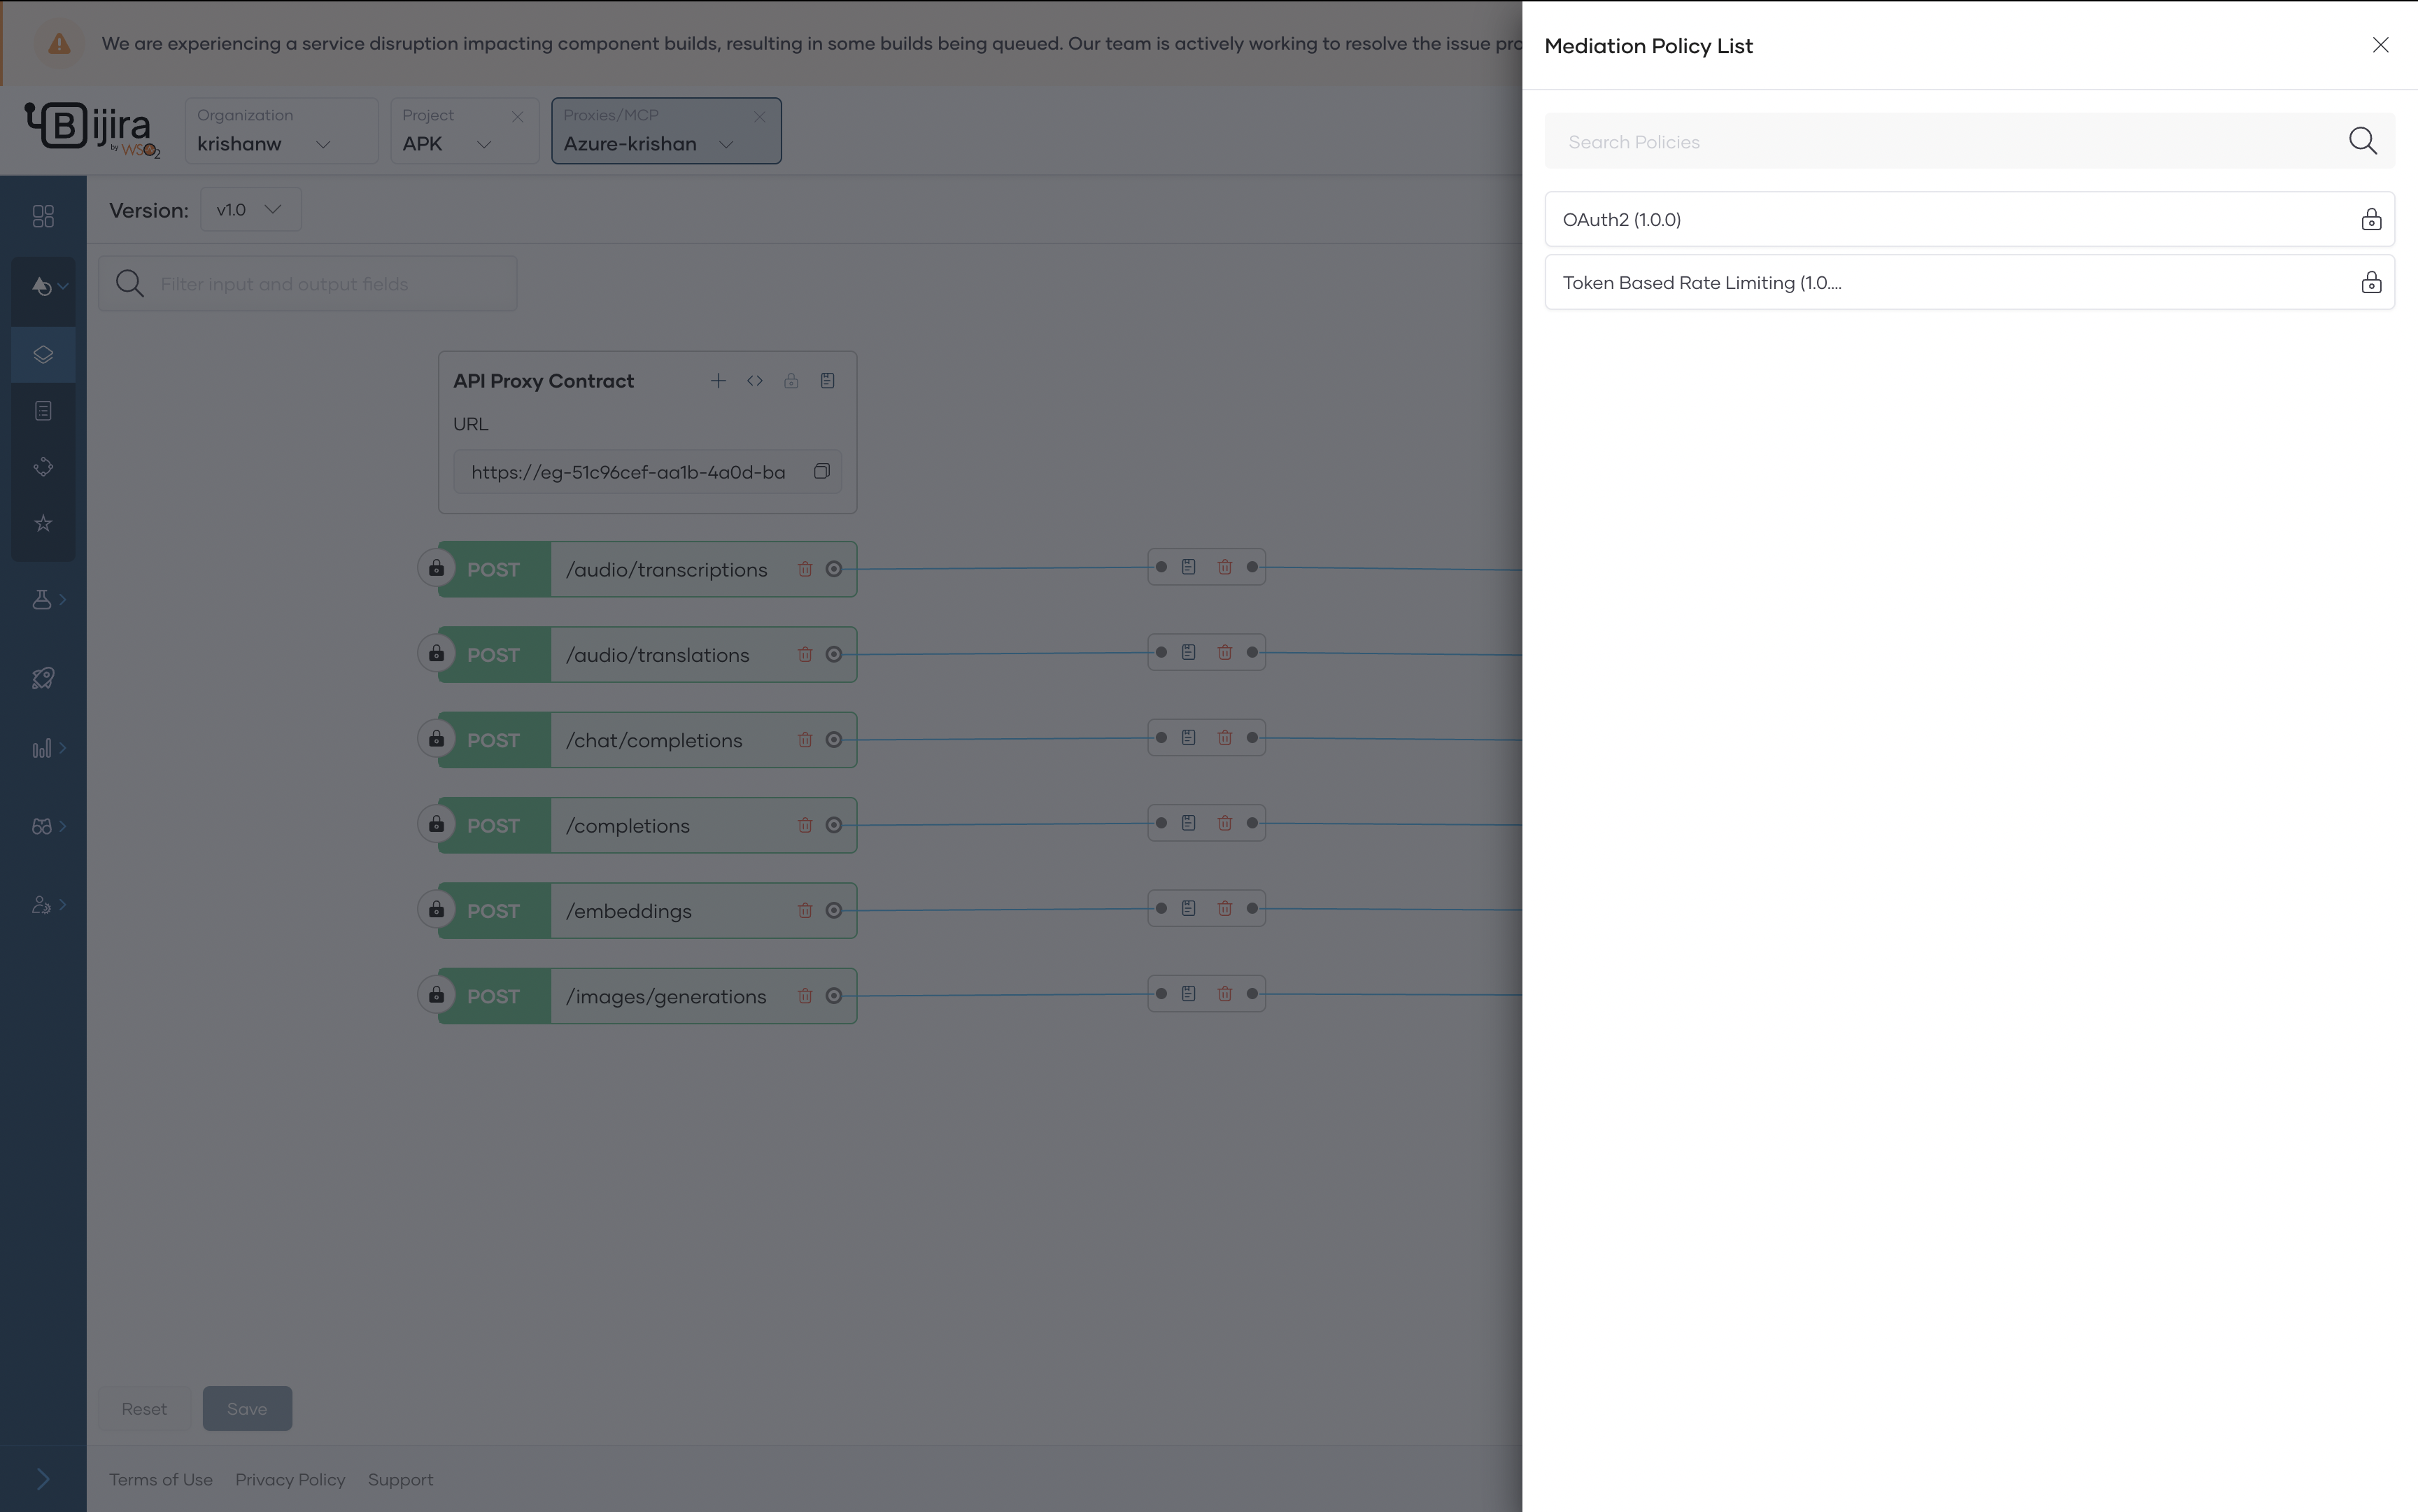 We are experiencing a service disruption impacting component builds, resulting in some builds being queued. Our team is actively working to resolve the issue pro
Bijira
by WSO2
Organization
krishanw
Project
APK
Proxies/MCP
Azure-krishan
Version:
v1.0
Filter input and output fields
API Proxy Contract
URL
https://eg-51c96cef-aa1b-4a0d-ba
POST /audio/transcriptions
POST /audio/translations
POST /chat/completions
POST /completions
POST /embeddings
POST /images/generations
Reset
Save
Terms of Use Privacy Policy Support
Mediation Policy List
Search Policies
OAuth2 (1.0.0)
Token Based Rate Limiting (1.0....